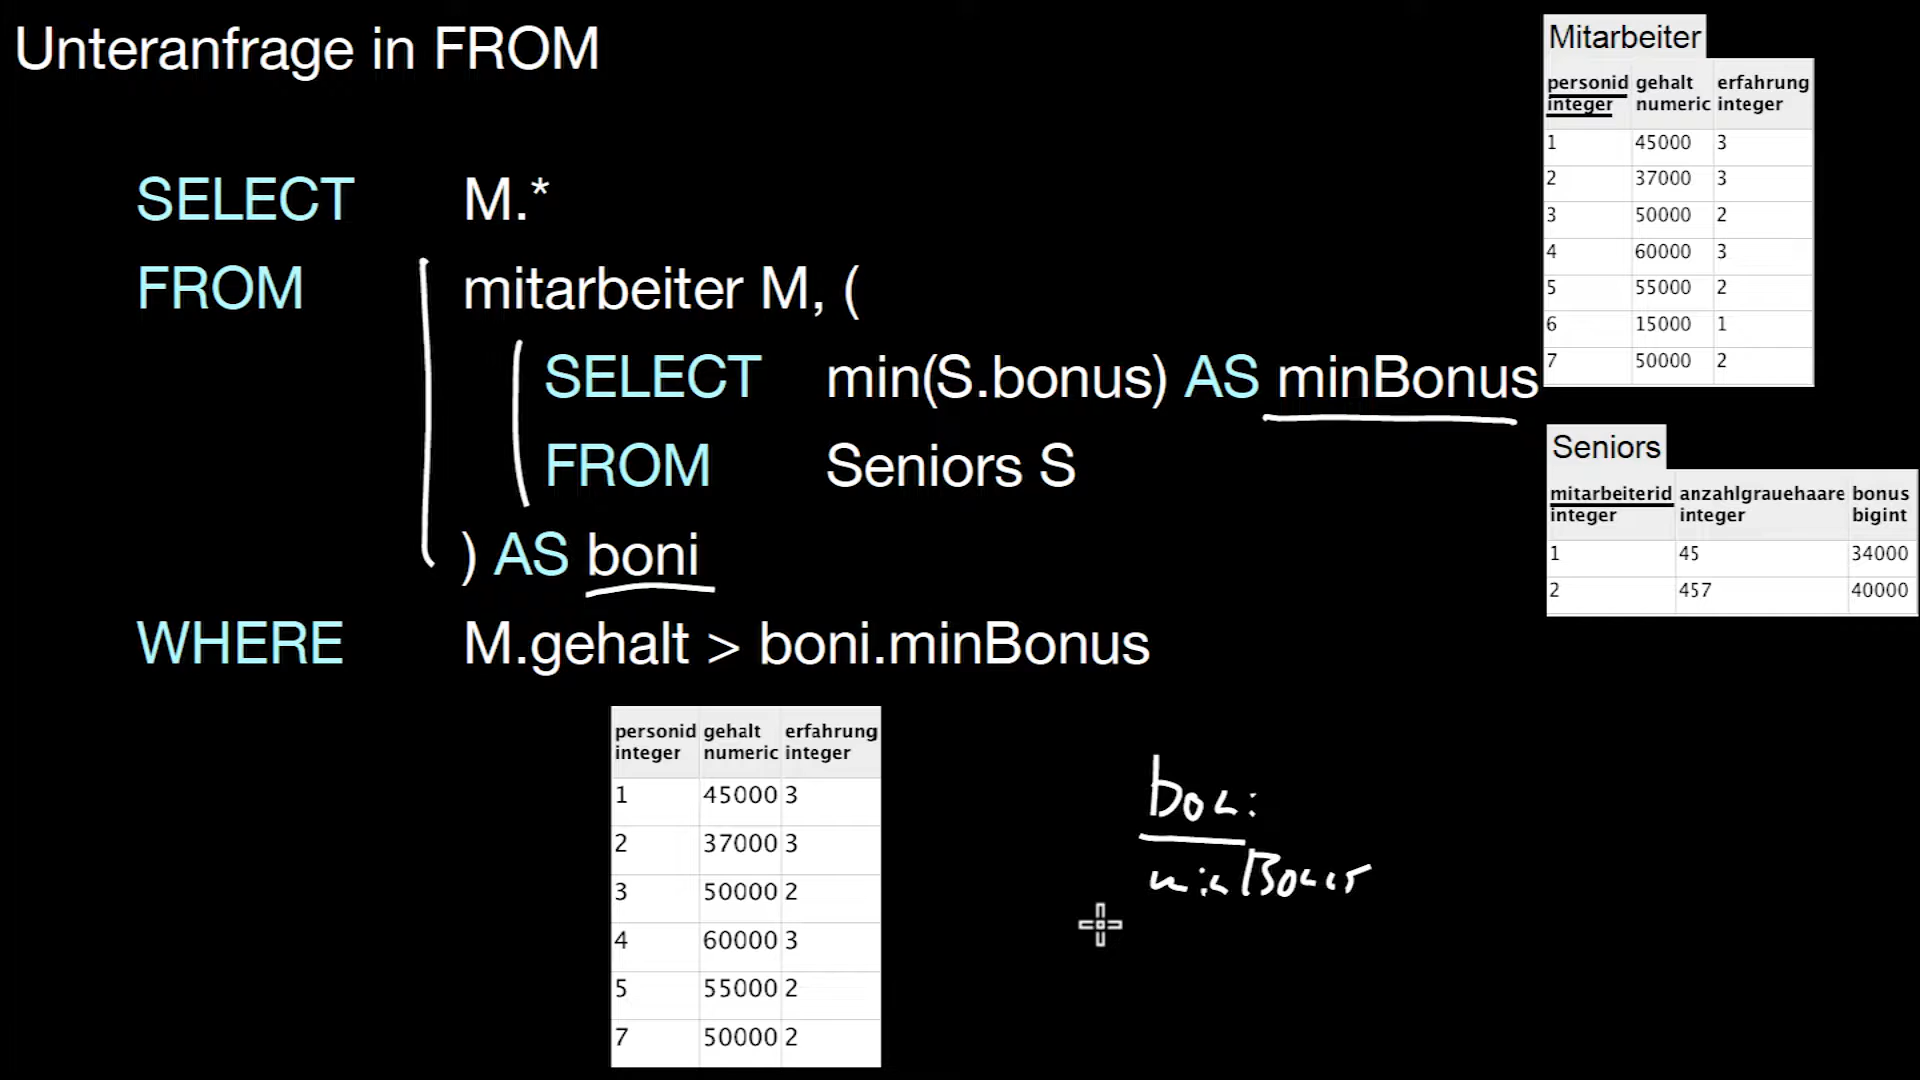 Unteranfrage in FROM
SELECT M.*
FROM mitarbeiter M, (
SELECT min(S.bonus) AS minBonus
FROM Seniors S
) AS boni
WHERE M.gehalt > boni.minBonus
Mitarbeiter
personid gehalt erfahrung
integer numeric integer
1 45000 3
2 37000 3
3 50000 2
4 60000 3
5 55000 2
6 15000 1
7 50000 2
Seniors
mitarbeiterid anzahlgrauehaare bonus
integer integer bigint
1 45 34000
2 457 40000
personid gehalt erfahrung
integer numeric integer
1 45000 3
2 37000 3
3 50000 2
4 60000 3
5 55000 2
7 50000 2
boni
minBonus